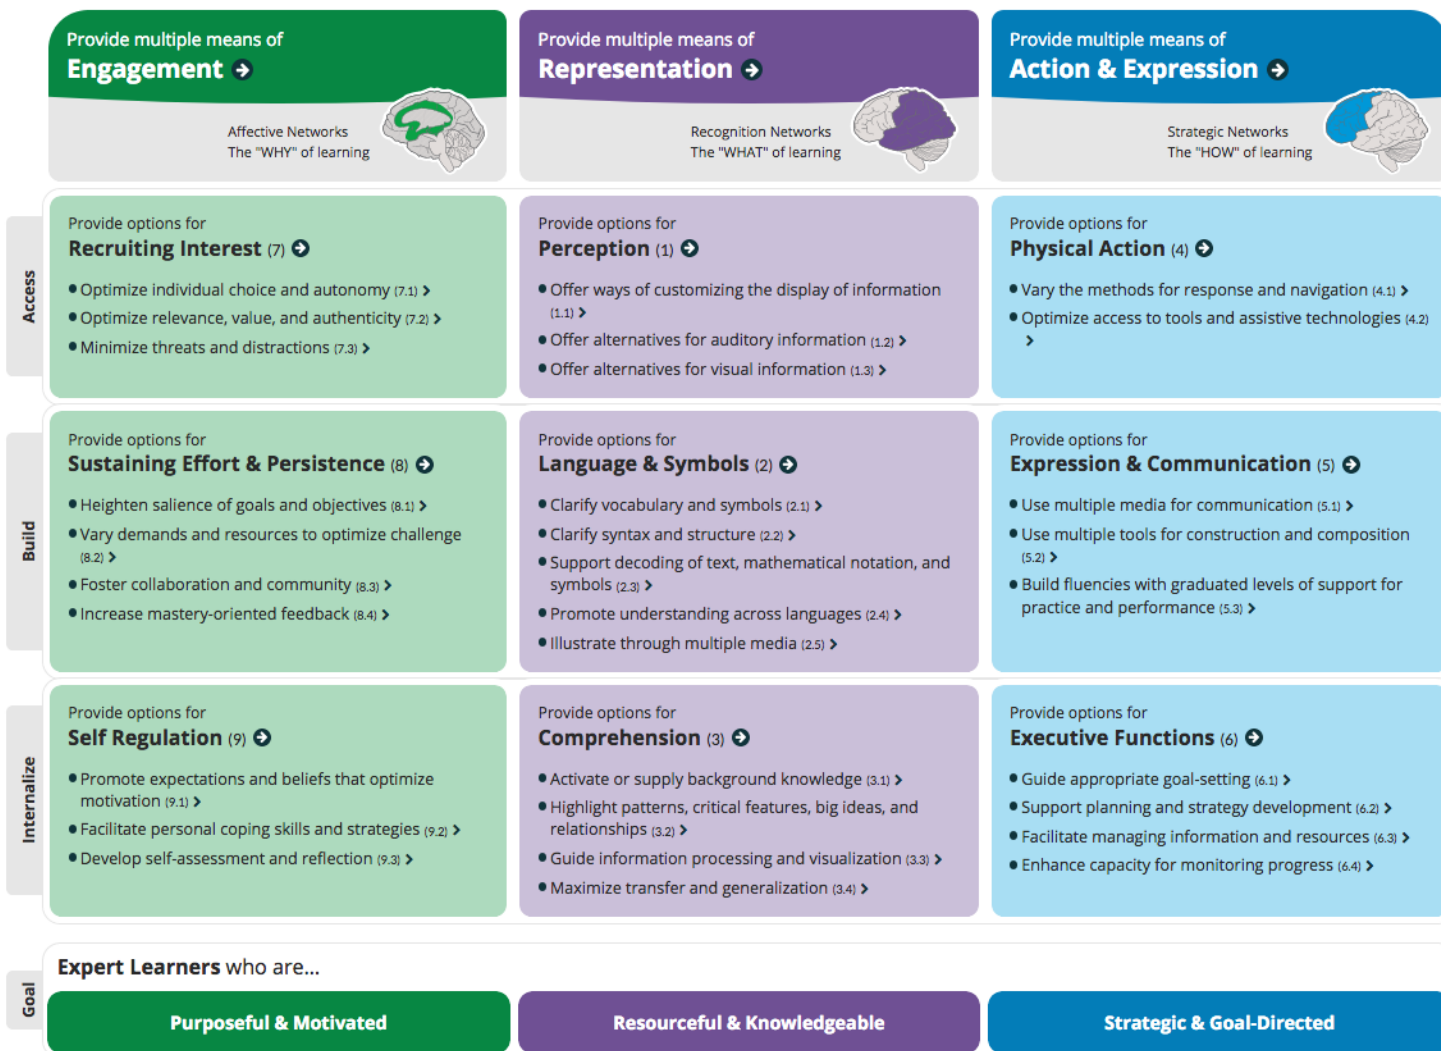 Provide multiple means of
Engagement
Affective Networks
The "WHY" of learning
Provide multiple means of
Representation
Recognition Networks
The "WHAT" of learning
Provide multiple means of
Action & Expression
Strategic Networks
The "HOW" of learning
Access
Provide options for
Recruiting Interest (7)
Optimize individual choice and autonomy (7.1)
Optimize relevance, value, and authenticity (7.2)
Minimize threats and distractions (7.3)
Provide options for
Perception (1)
Offer ways of customizing the display of information
(1.1)
Offer alternatives for auditory information (1.2)
Offer alternatives for visual information (1.3)
Provide options for
Physical Action (4)
Vary the methods for response and navigation (4.1)
Optimize access to tools and assistive technologies (4.2)
Build
Provide options for
Sustaining Effort & Persistence (8)
Heighten salience of goals and objectives (8.1)
Vary demands and resources to optimize challenge
(8.2)
Foster collaboration and community (8.3)
Increase mastery-oriented feedback (8.4)
Provide options for
Language & Symbols (2)
Clarify vocabulary and symbols (2.1)
Clarify syntax and structure (2.2)
Support decoding of text, mathematical notation, and
symbols (2.3)
Promote understanding across languages (2.4)
Illustrate through multiple media (2.5)
Provide options for
Expression & Communication (5)
Use multiple media for communication (5.1)
Use multiple tools for construction and composition
(5.2)
Build fluencies with graduated levels of support for
practice and performance (5.3)
Internalize
Provide options for
Self Regulation (9)
Promote expectations and beliefs that optimize
motivation (9.1)
Facilitate personal coping skills and strategies (9.2)
Develop self-assessment and reflection (9.3)
Provide options for
Comprehension (3)
Activate or supply background knowledge (3.1)
Highlight patterns, critical features, big ideas, and
relationships (3.2)
Guide information processing and visualization (3.3)
Maximize transfer and generalization (3.4)
Provide options for
Executive Functions (6)
Guide appropriate goal-setting (6.1)
Support planning and strategy development (6.2)
Facilitate managing information and resources (6.3)
Enhance capacity for monitoring progress (6.4)
Goal
Expert Learners who are...
Purposeful & Motivated
Resourceful & Knowledgeable
Strategic & Goal-Directed